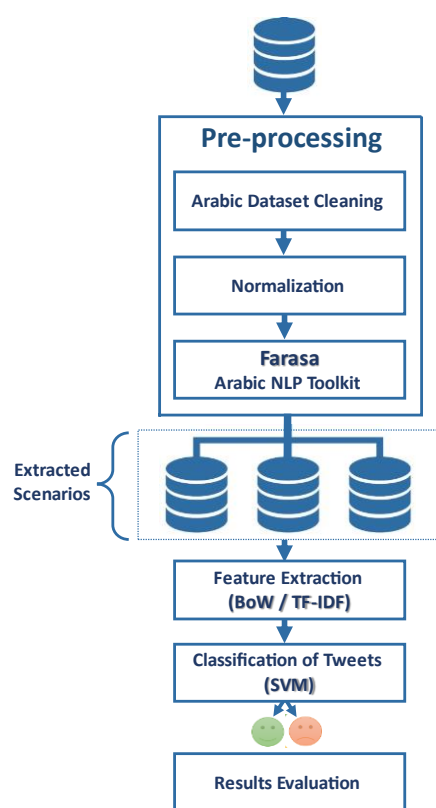 Pre-processing
Arabic Dataset Cleaning
Normalization
Farasa
Arabic NLP Toolkit
Extracted
Scenarios
Feature Extraction
(BoW / TF-IDF)
Classification of Tweets
(SVM)
Results Evaluation